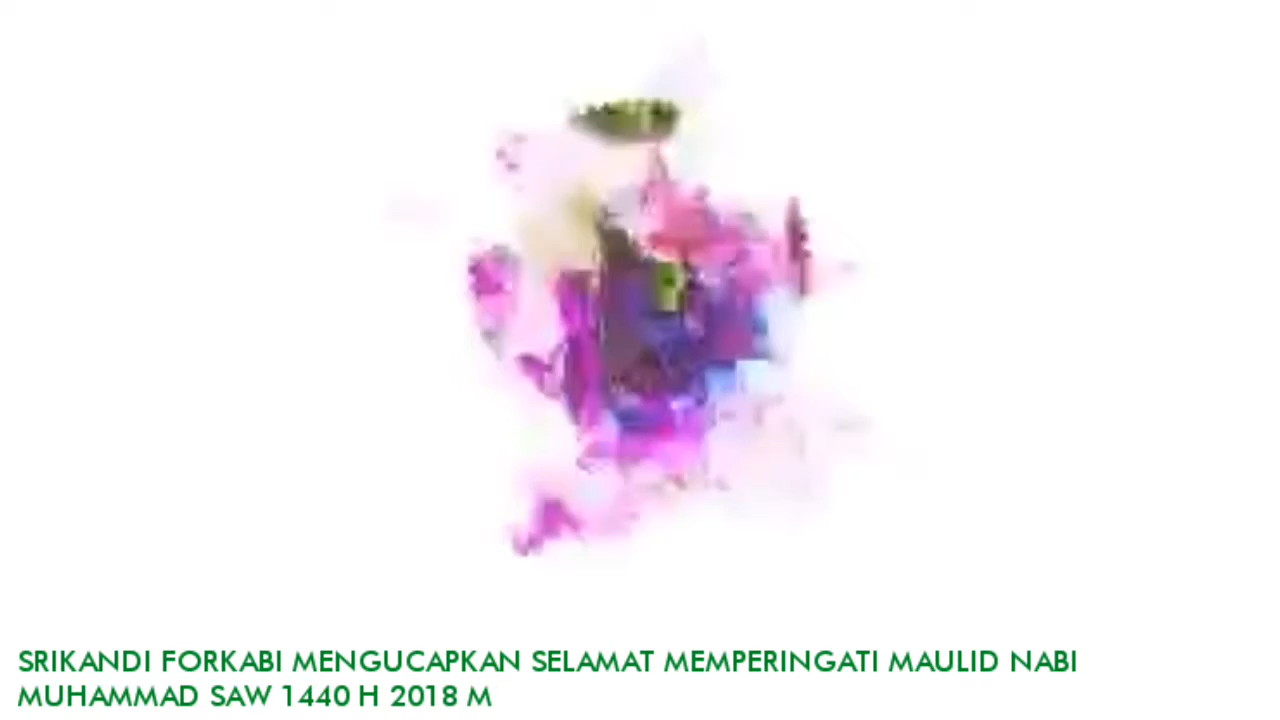 SRIKANDI FORKABI MENGUCAPKAN SELAMAT MEMPERINGATI MAULID NABI
MUHAMMAD SAW 1440 H 2018 M